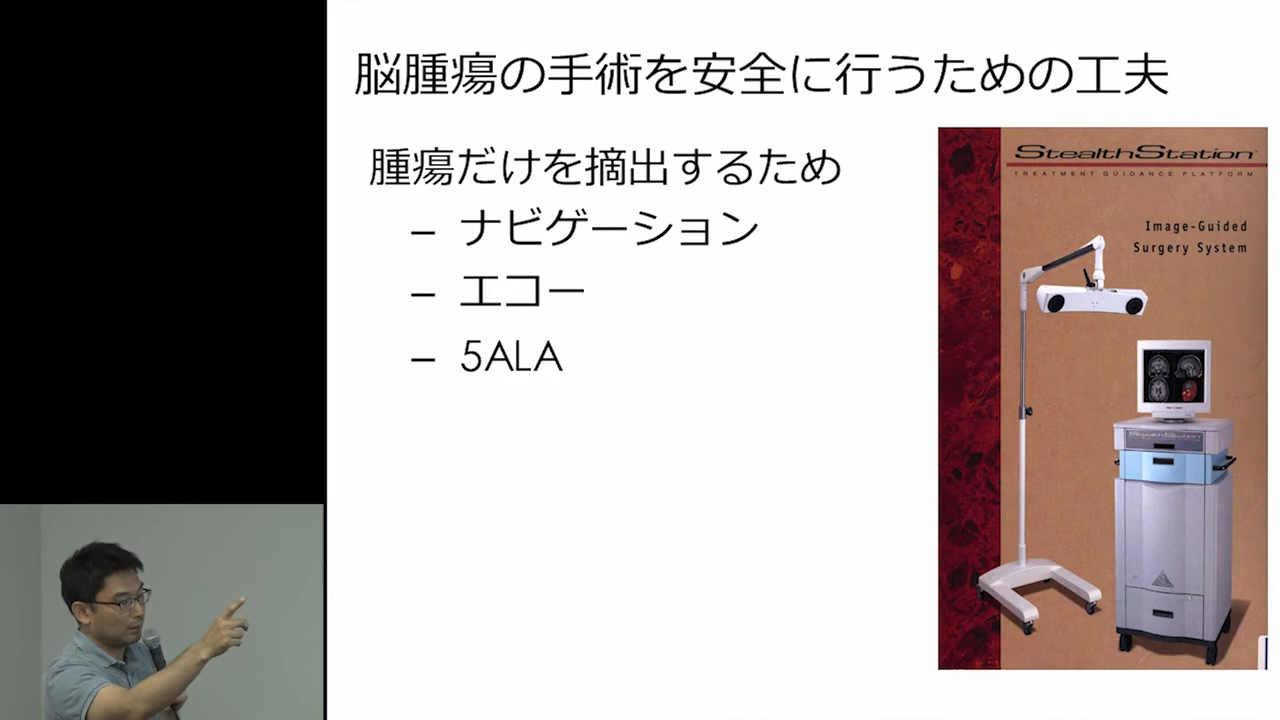 脳腫瘍の手術を安全に行うための工夫
腫瘍だけを摘出するため
– ナビゲーション
– エコー
– 5ALA
StealthStation
TREATMENT GUIDANCE PLATFORM
Image-Guided
Surgery System
StealthStation